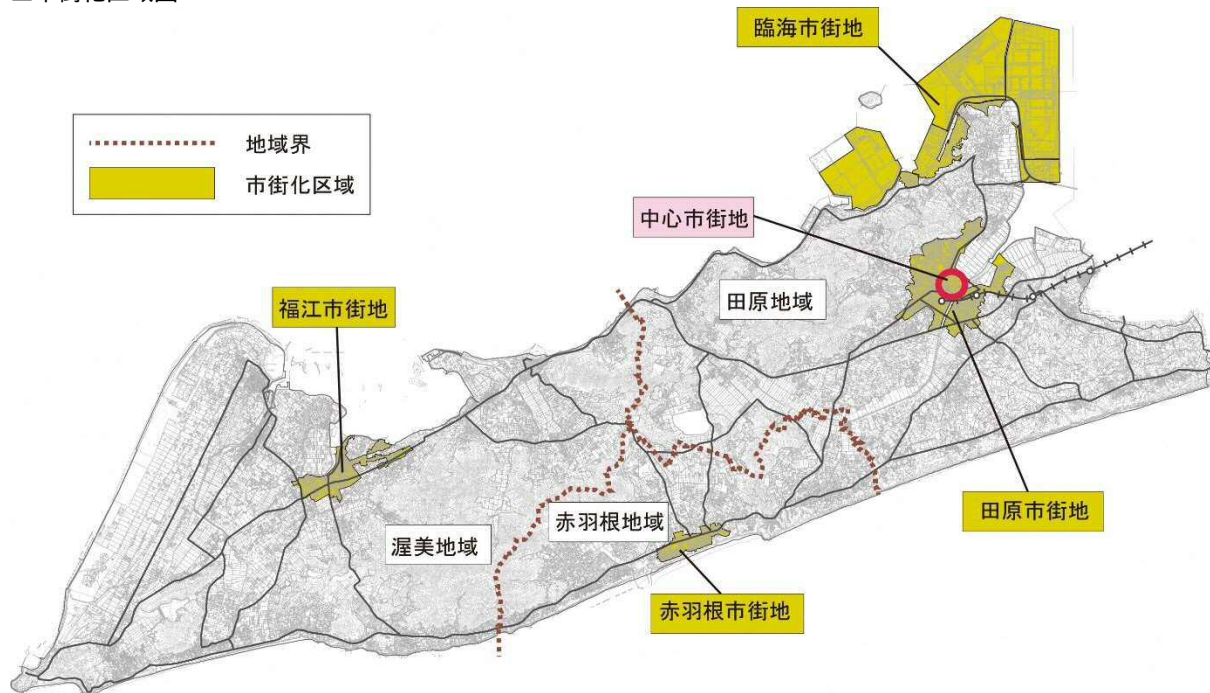 臨海市街地
地域界
市街化区域
中心市街地
田原地域
福江市街地
田原市街地
赤羽根地域
渥美地域
赤羽根市街地